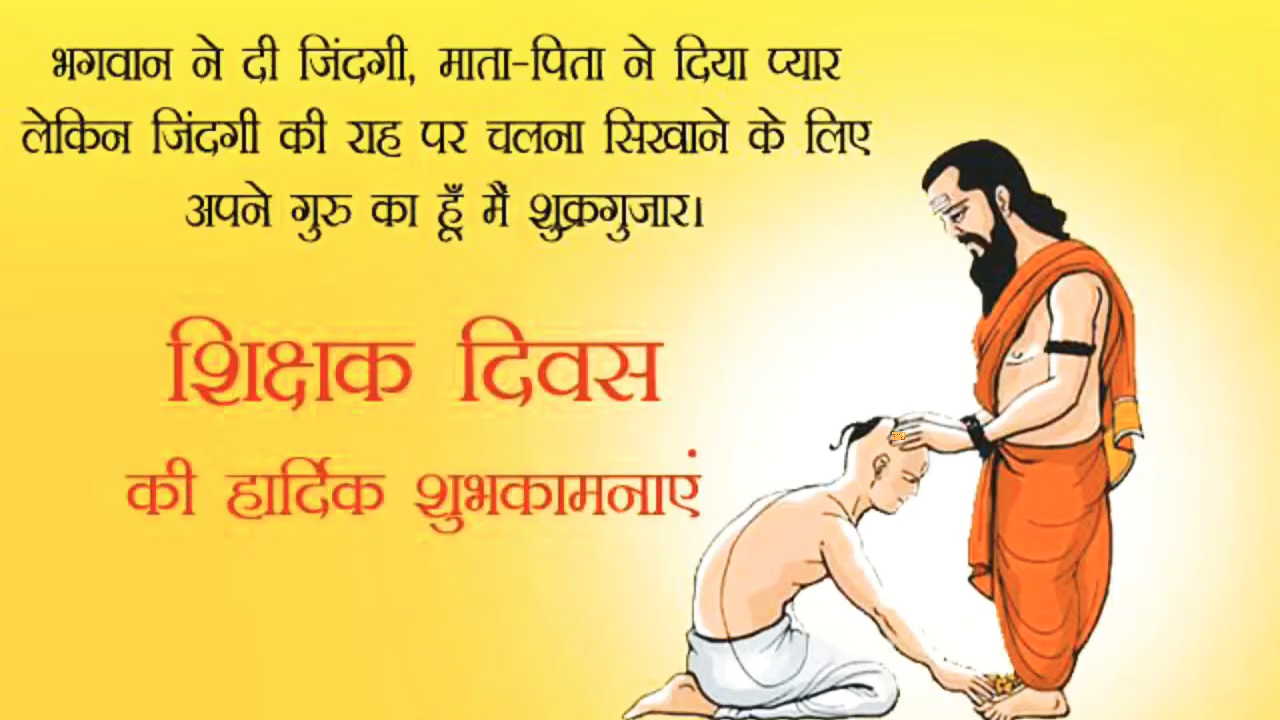 भगवान ने दी जिंदगी, माता-पिता ने दिया प्यार
लेकिन जिंदगी की राह पर चलना सिखाने के लिए
अपने गुरु का हूँ मैं शुक्रगुजार।
शिक्षक दिवस
की हार्दिक शुभकामनाएं